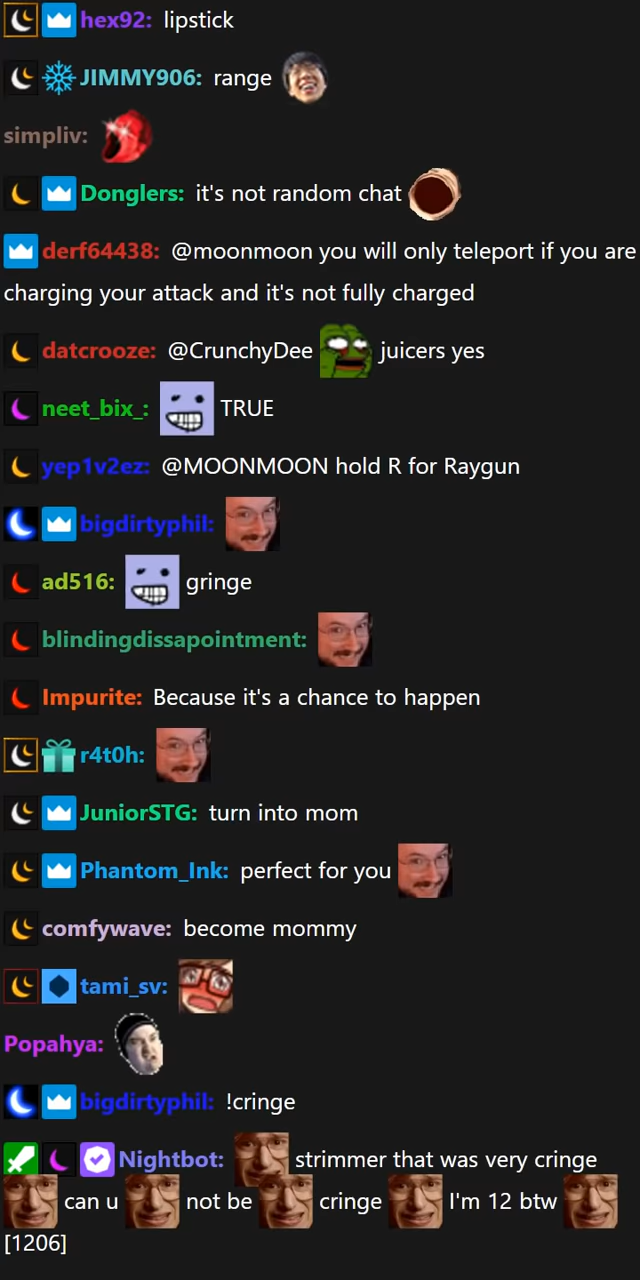 hex92: lipstick
JIMMY906: range
simpliv:
Donglers: it's not random chat
derf64438: @moonmoon you will only teleport if you are
charging your attack and it's not fully charged
datcrooze: @CrunchyDee juicers yes
neet_bix_: TRUE
yep1v2ez: @MOONMOON hold R for Raygun
bigdirtyphil:
ad516: gringe
blindingdissapointment:
Impurite: Because it's a chance to happen
r4t0h:
JuniorSTG: turn into mom
Phantom_Ink: perfect for you
comfywave: become mommy
tami_sv:
Popahya:
bigdirtyphil: !cringe
Nightbot: strimmer that was very cringe
can u not be cringe I'm 12 btw
[1206]